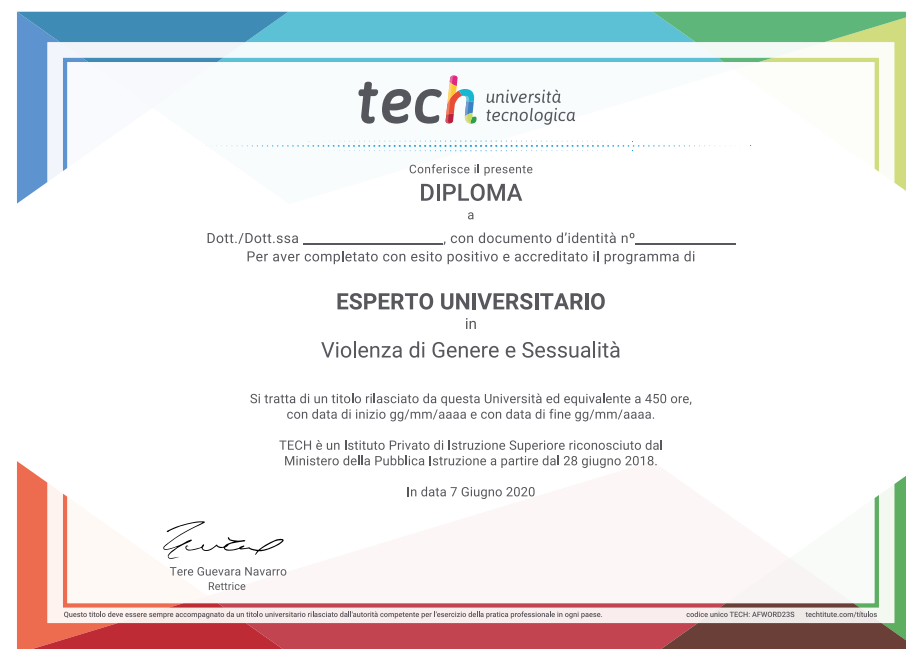 tech università
tecnologica
Conferisce il presente
DIPLOMA
a
Dott./Dott.ssa ____________________, con documento d'identità nº______________
Per aver completato con esito positivo e accreditato il programma di
ESPERTO UNIVERSITARIO
in
Violenza di Genere e Sessualità
Si tratta di un titolo rilasciato da questa Università ed equivalente a 450 ore,
con data di inizio gg/mm/aaaa e con data di fine gg/mm/aaaa.
TECH è un Istituto Privato di Istruzione Superiore riconosciuto dal
Ministero della Pubblica Istruzione a partire dal 28 giugno 2018.
In data 7 Giugno 2020
Tere Guevara Navarro
Rettrice
Questo titolo deve essere sempre accompagnato da un titolo universitario rilasciato dall'autorità competente per l'esercizio della pratica professionale in ogni paese. codice unico TECH: AFWORD23S techtitute.com/titulos